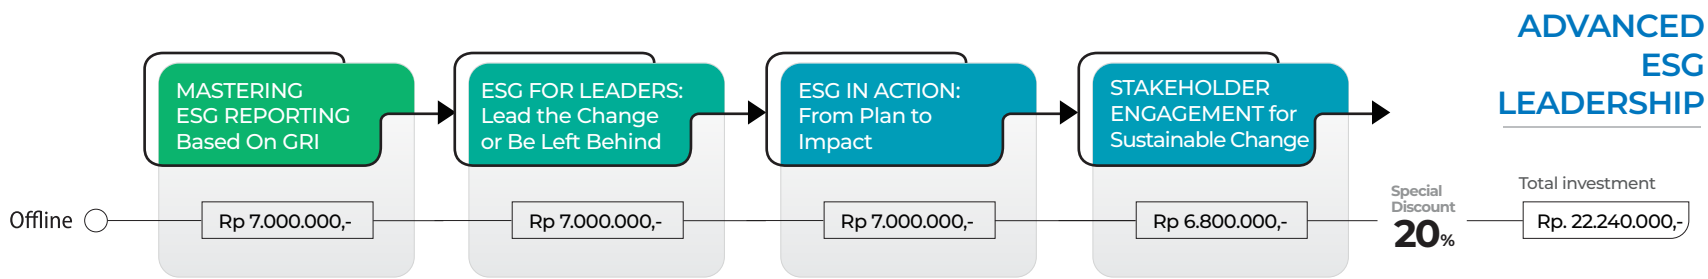 ADVANCED
ESG
LEADERSHIP
MASTERING
ESG REPORTING
Based On GRI
ESG FOR LEADERS:
Lead the Change
or Be Left Behind
ESG IN ACTION:
From Plan to
Impact
STAKEHOLDER
ENGAGEMENT for
Sustainable Change
Offline
Rp 7.000.000,-
Rp 7.000.000,-
Rp 7.000.000,-
Rp 6.800.000,-
Special
Discount
20%
Total investment
Rp. 22.240.000,-